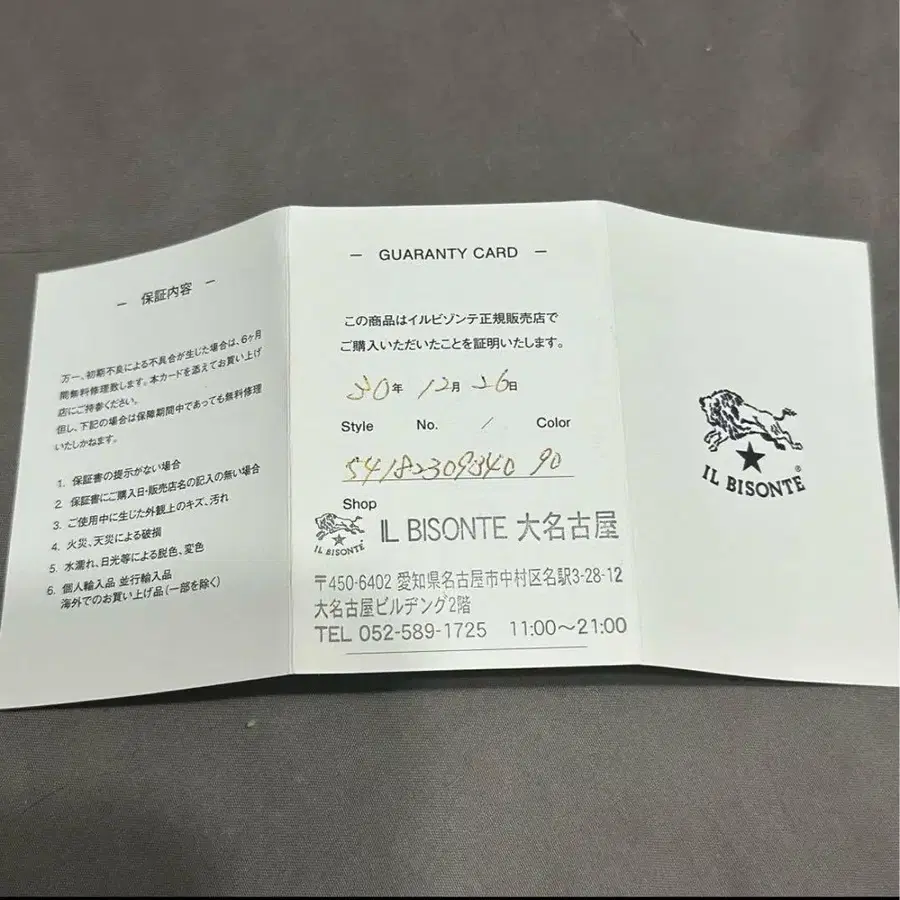 ― 保証内容 ―
万一、初期不良による不具合が生じた場合は、6ヶ月
間無料修理致します。本カードを添えてお買い上げ
店にご持参ください。
但し、下記の場合は保障期間中であっても無料修理
いたしかねます。
1. 保証書の提示がない場合
2. 保証書にご購入日・販売店名の記入の無い場合
3. ご使用中に生じた外観上のキズ、汚れ
4. 火災、天災による破損
5. 水濡れ、日光等による脱色、変色
6. 個人輸入品 並行輸入品
海外でのお買い上げ品(一部を除く)
― GUARANTY CARD ―
この商品はイルビゾンテ正規販売店で
ご購入いただいたことを証明いたします。
30年 12月 26日
Style No. / Color
54182309340 90
Shop
IL BISONTE
IL BISONTE 大名古屋
〒450-6402 愛知県名古屋市中村区名駅3-28-12
大名古屋ビルヂング2階
TEL 052-589-1725 11:00～21:00
IL BISONTE®